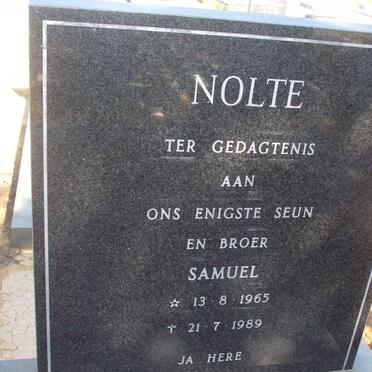 NOLTE
TER GEDAGTENIS
AAN
ONS ENIGSTE SEUN
EN BROER
SAMUEL
☆ 13·8·1965
† 21·7·1989
JA HERE